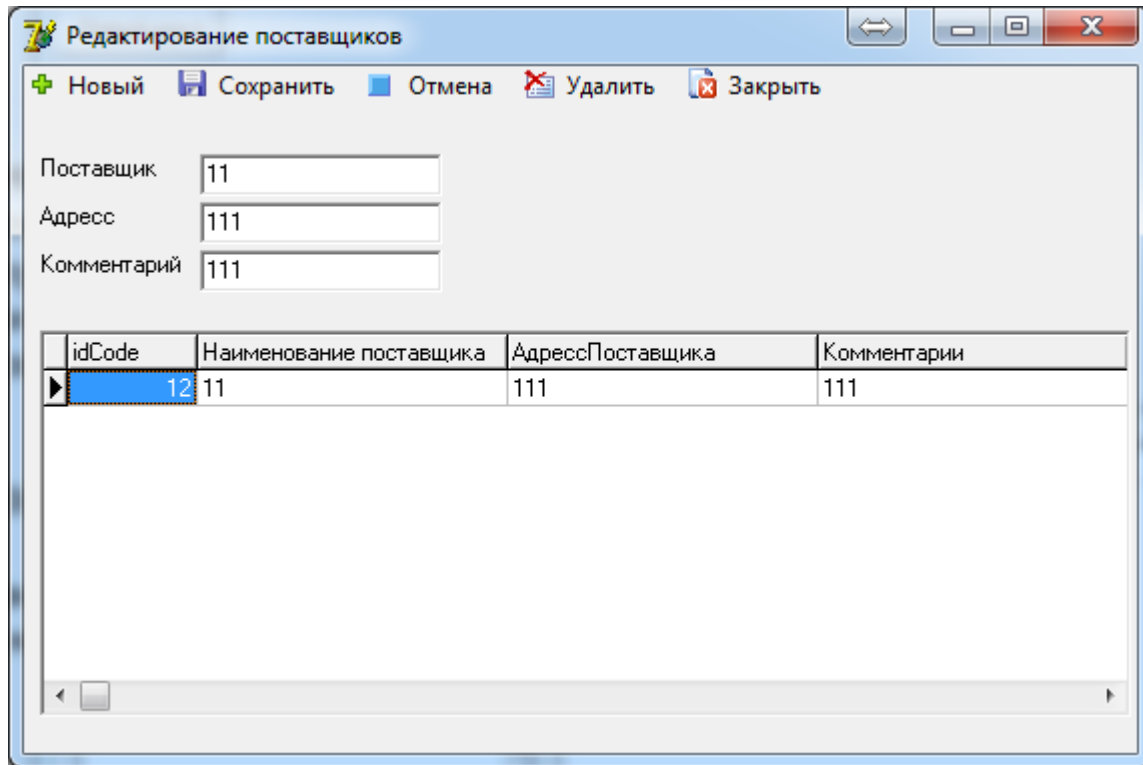 Редактирование поставщиков
Новый Сохранить Отмена Удалить Закрыть
Поставщик 11
Адресс 111
Комментарий 111
idCode Наименование поставщика АдрессПоставщика Комментарии
12 11 111 111